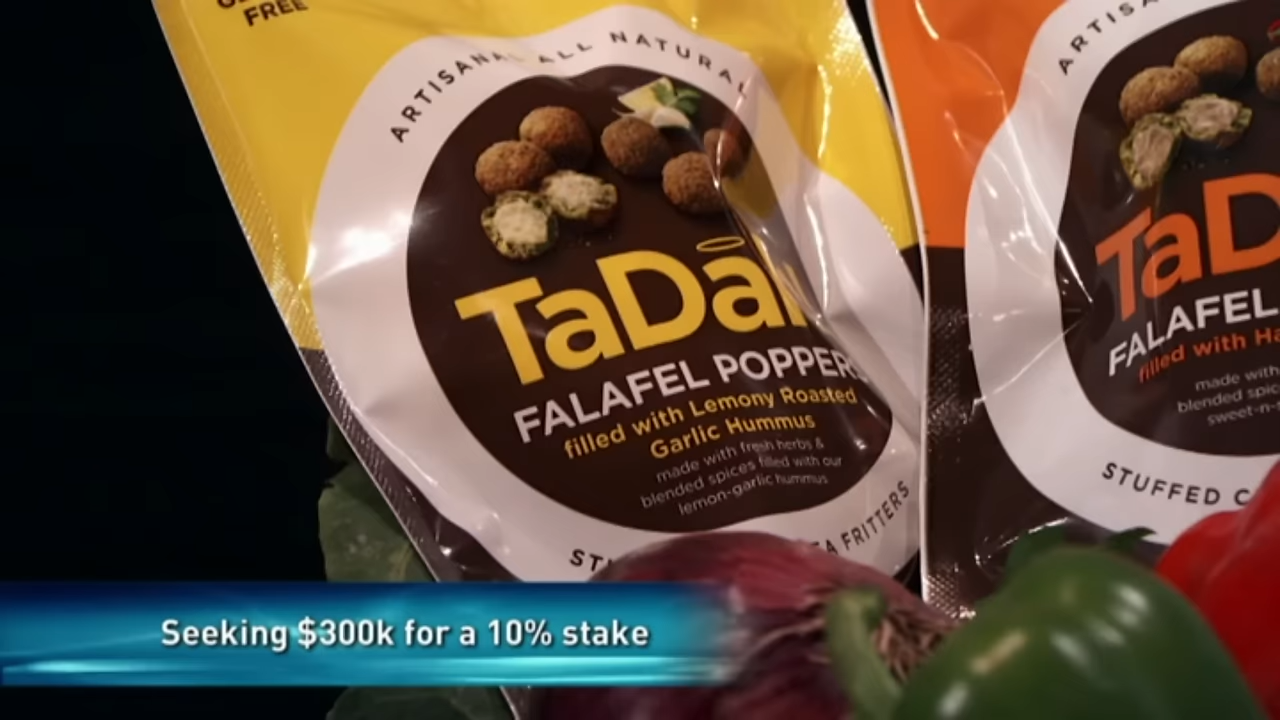 FREE
ARTISANAL ALL NATURAL
TaDah
FALAFEL POPPERS
filled with Lemony Roasted
Garlic Hummus
made with fresh herbs &
blended spices filled with our
lemon-garlic hummus
FRITTERS
ARTISA
TaD
FALAFEL
filled with Ha
made with
blended spic
sweet-n-
STUFFED C
Seeking $300k for a 10% stake